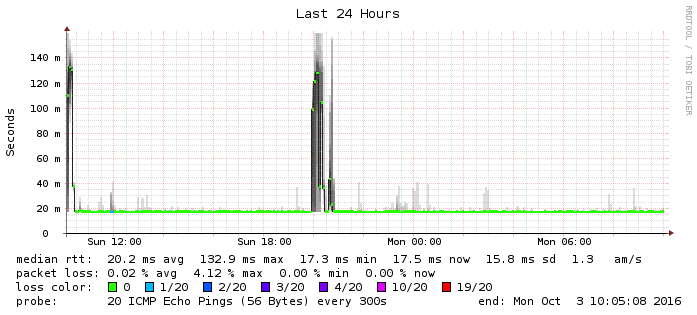 Last 24 Hours
RRDTOOL / TOBI OETIKER
Seconds
140 m
120 m
100 m
80 m
60 m
40 m
20 m
0
Sun 12:00 Sun 18:00 Mon 00:00 Mon 06:00
median rtt: 20.2 ms avg 132.9 ms max 17.3 ms min 17.5 ms now 15.8 ms sd 1.3 am/s
packet loss: 0.02 % avg 4.12 % max 0.00 % min 0.00 % now
loss color: 0 1/20 2/20 3/20 4/20 10/20 19/20
probe: 20 ICMP Echo Pings (56 Bytes) every 300s end: Mon Oct 3 10:05:08 2016